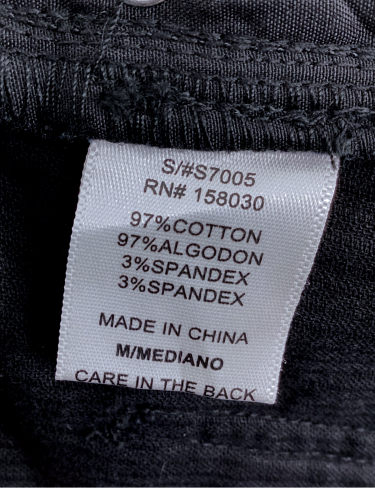 S/#S7005
RN# 158030
97%COTTON
97%ALGODON
3%SPANDEX
3%SPANDEX
MADE IN CHINA
M/MEDIANO
CARE IN THE BACK